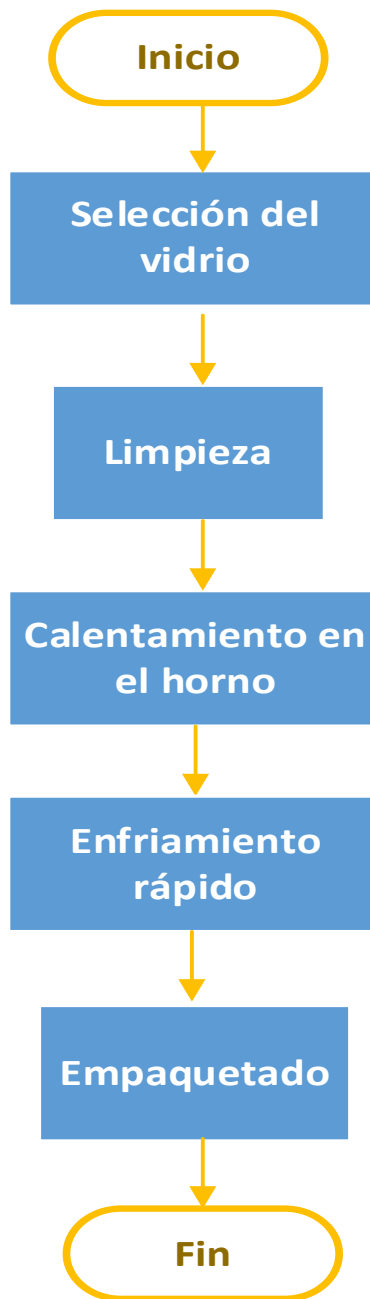 Inicio
Selección del
vidrio
Limpieza
Calentamiento en
el horno
Enfriamiento
rápido
Empaquetado
Fin